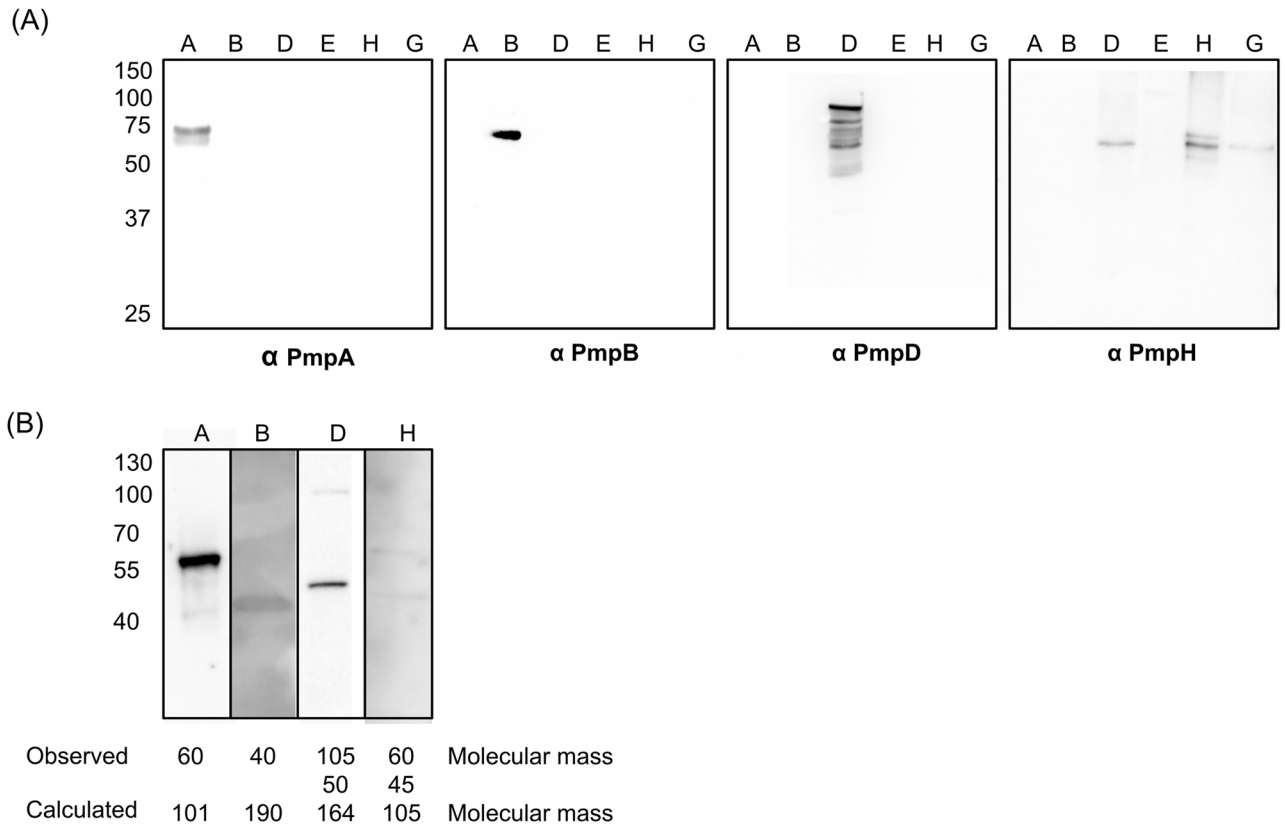 (A)
A B D E H G A B D E H G A B D E H G A B D E H G
150
100
75
50
37
25
α PmpA α PmpB α PmpD α PmpH
(B)
A B D H
130
100
70
55
40
Observed 60 40 105 60 Molecular mass
50 45
Calculated 101 190 164 105 Molecular mass